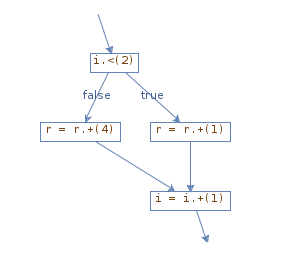 i.<(2)
false
true
r = r.+(4)
r = r.+(1)
i = i.+(1)